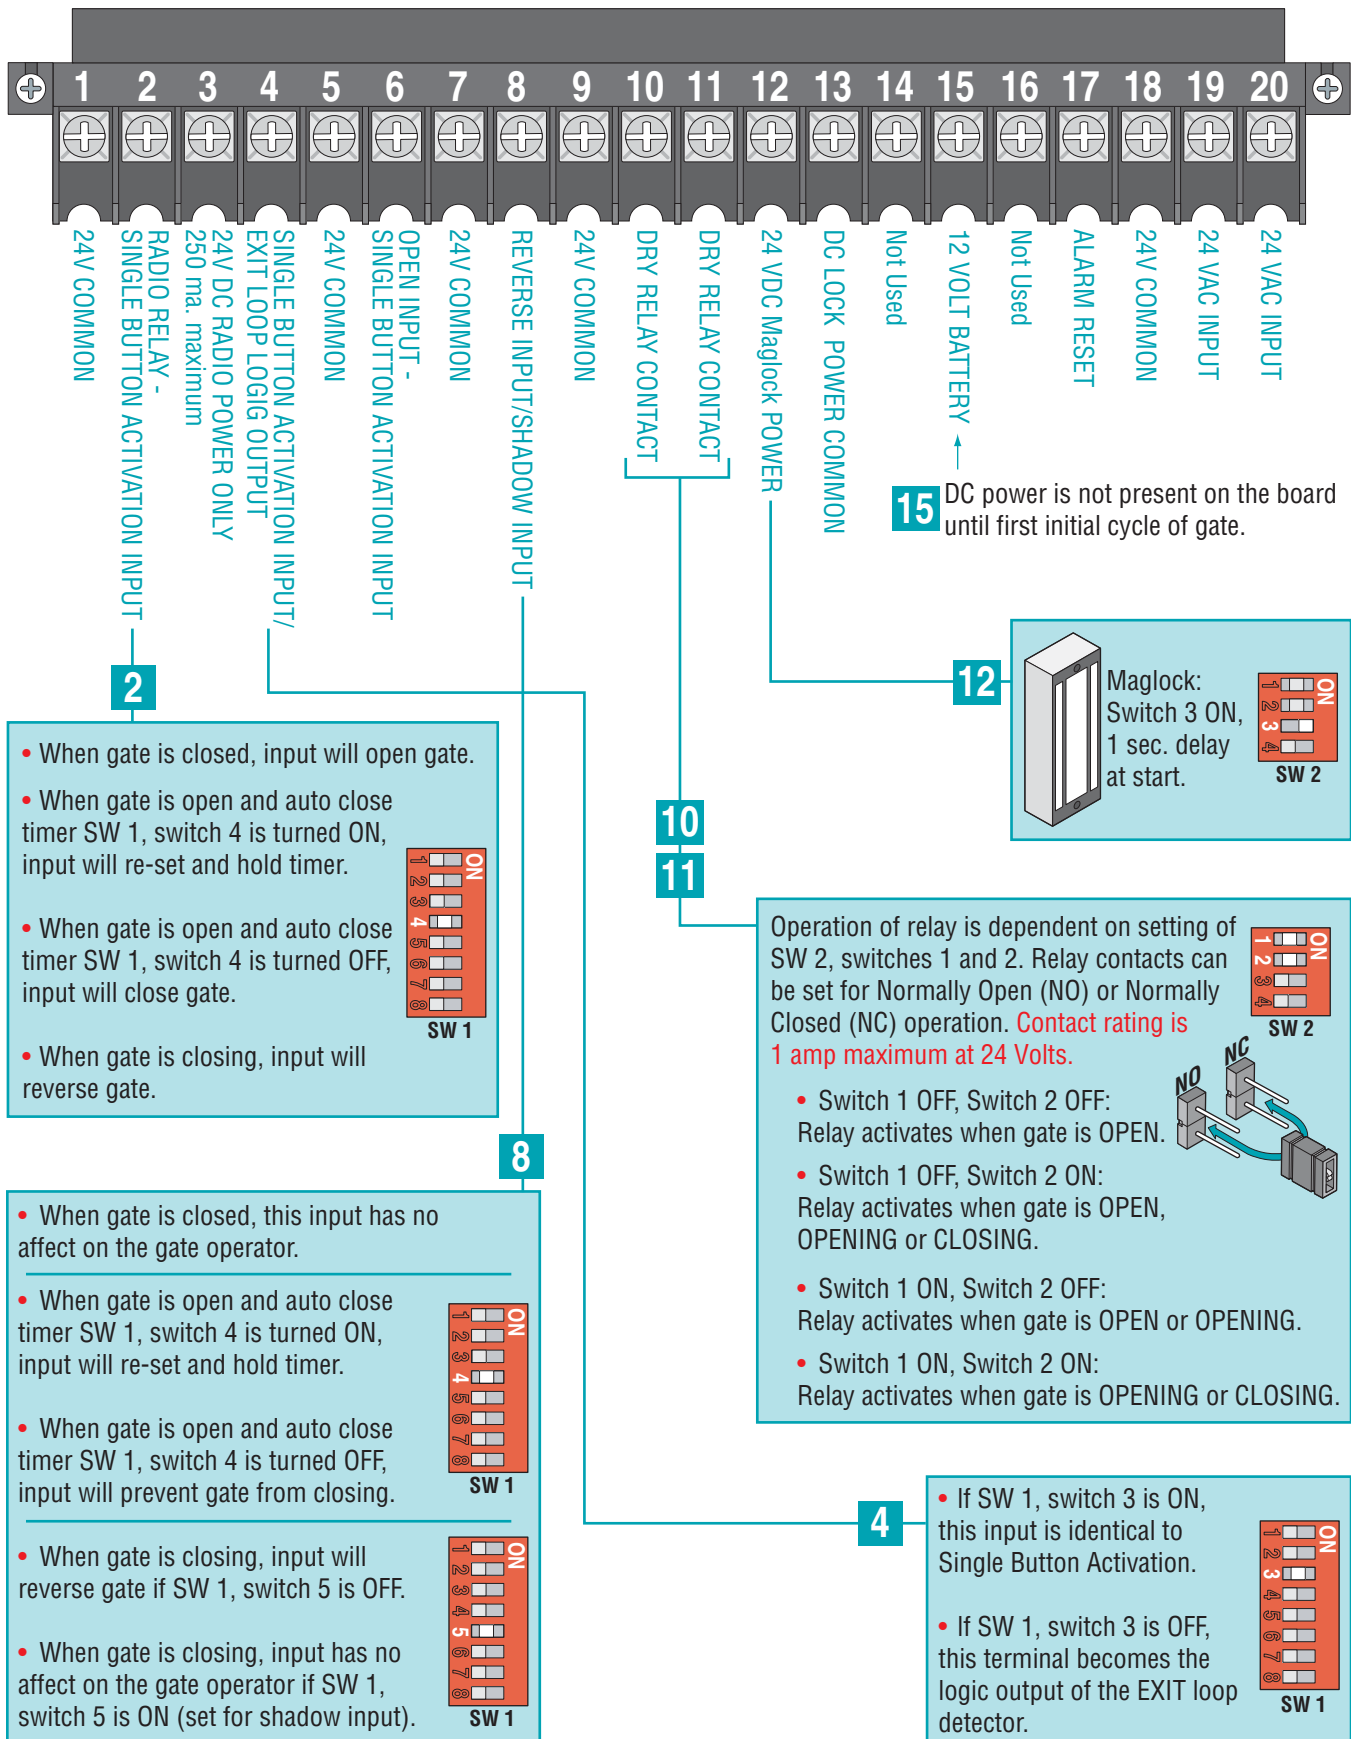 1 2 3 4 5 6 7 8 9 10 11 12 13 14 15 16 17 18 19 20
24V COMMON
RADIO RELAY -
SINGLE BUTTON ACTIVATION INPUT
24V DC RADIO POWER ONLY
250 ma. maximum
SINGLE BUTTON ACTIVATION INPUT/
EXIT LOOP LOGIG OUTPUT
24V COMMON
OPEN INPUT -
SINGLE BUTTON ACTIVATION INPUT
24V COMMON
REVERSE INPUT/SHADOW INPUT
24V COMMON
DRY RELAY CONTACT
DRY RELAY CONTACT
24 VDC Maglock POWER
DC LOCK POWER COMMON
Not Used
12 VOLT BATTERY
Not Used
ALARM RESET
24V COMMON
24 VAC INPUT
24 VAC INPUT
15
DC power is not present on the board
until first initial cycle of gate.
12
Maglock:
Switch 3 ON,
1 sec. delay
at start.
ON
1
2
3
4
SW 2
2
• When gate is closed, input will open gate.
• When gate is open and auto close
timer SW 1, switch 4 is turned ON,
input will re-set and hold timer.
• When gate is open and auto close
timer SW 1, switch 4 is turned OFF,
input will close gate.
• When gate is closing, input will
reverse gate.
ON
1
2
3
4
5
6
7
8
SW 1
10
11
Operation of relay is dependent on setting of
SW 2, switches 1 and 2. Relay contacts can
be set for Normally Open (NO) or Normally
Closed (NC) operation. Contact rating is
1 amp maximum at 24 Volts.
• Switch 1 OFF, Switch 2 OFF:
Relay activates when gate is OPEN.
• Switch 1 OFF, Switch 2 ON:
Relay activates when gate is OPEN,
OPENING or CLOSING.
• Switch 1 ON, Switch 2 OFF:
Relay activates when gate is OPEN or OPENING.
• Switch 1 ON, Switch 2 ON:
Relay activates when gate is OPENING or CLOSING.
ON
1
2
3
4
SW 2
NO
NC
8
• When gate is closed, this input has no
affect on the gate operator.
• When gate is open and auto close
timer SW 1, switch 4 is turned ON,
input will re-set and hold timer.
• When gate is open and auto close
timer SW 1, switch 4 is turned OFF,
input will prevent gate from closing.
ON
1
2
3
4
5
6
7
8
SW 1
• When gate is closing, input will
reverse gate if SW 1, switch 5 is OFF.
• When gate is closing, input has no
affect on the gate operator if SW 1,
switch 5 is ON (set for shadow input).
ON
1
2
3
4
5
6
7
8
SW 1
4
• If SW 1, switch 3 is ON,
this input is identical to
Single Button Activation.
• If SW 1, switch 3 is OFF,
this terminal becomes the
logic output of the EXIT loop
detector.
ON
1
2
3
4
5
6
7
8
SW 1